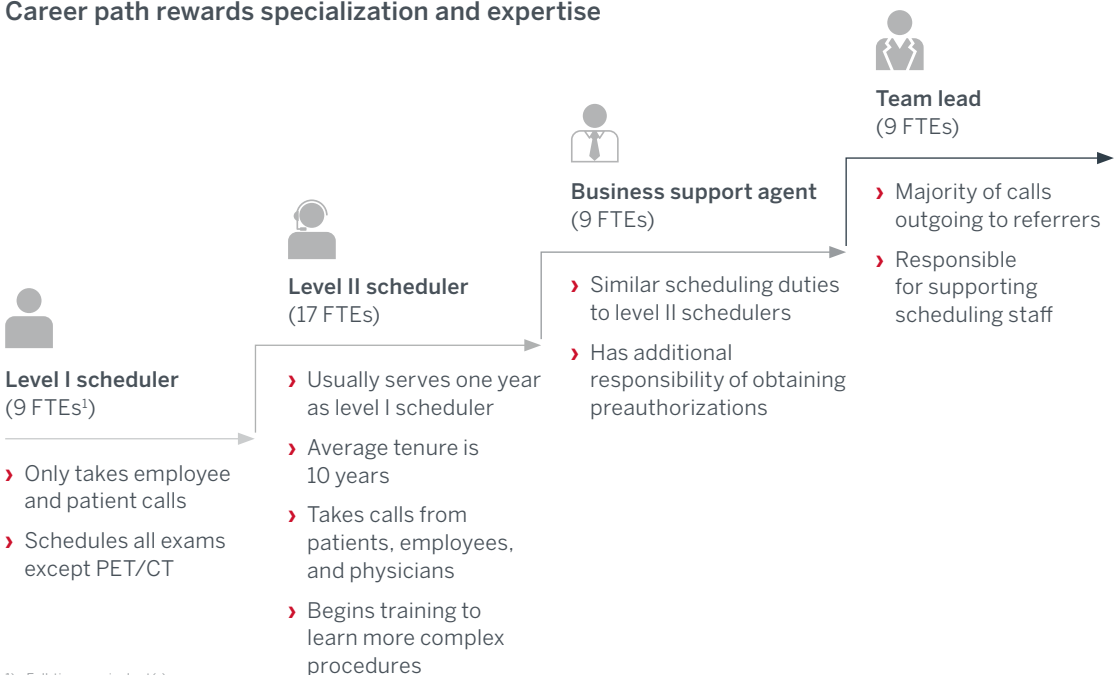 Career path rewards specialization and expertise
Level I scheduler
(9 FTEs¹)
› Only takes employee
and patient calls
› Schedules all exams
except PET/CT
Level II scheduler
(17 FTEs)
› Usually serves one year
as level I scheduler
› Average tenure is
10 years
› Takes calls from
patients, employees,
and physicians
› Begins training to
learn more complex
procedures
Business support agent
(9 FTEs)
› Similar scheduling duties
to level II schedulers
› Has additional
responsibility of obtaining
preauthorizations
Team lead
(9 FTEs)
› Majority of calls
outgoing to referrers
› Responsible
for supporting
scheduling staff